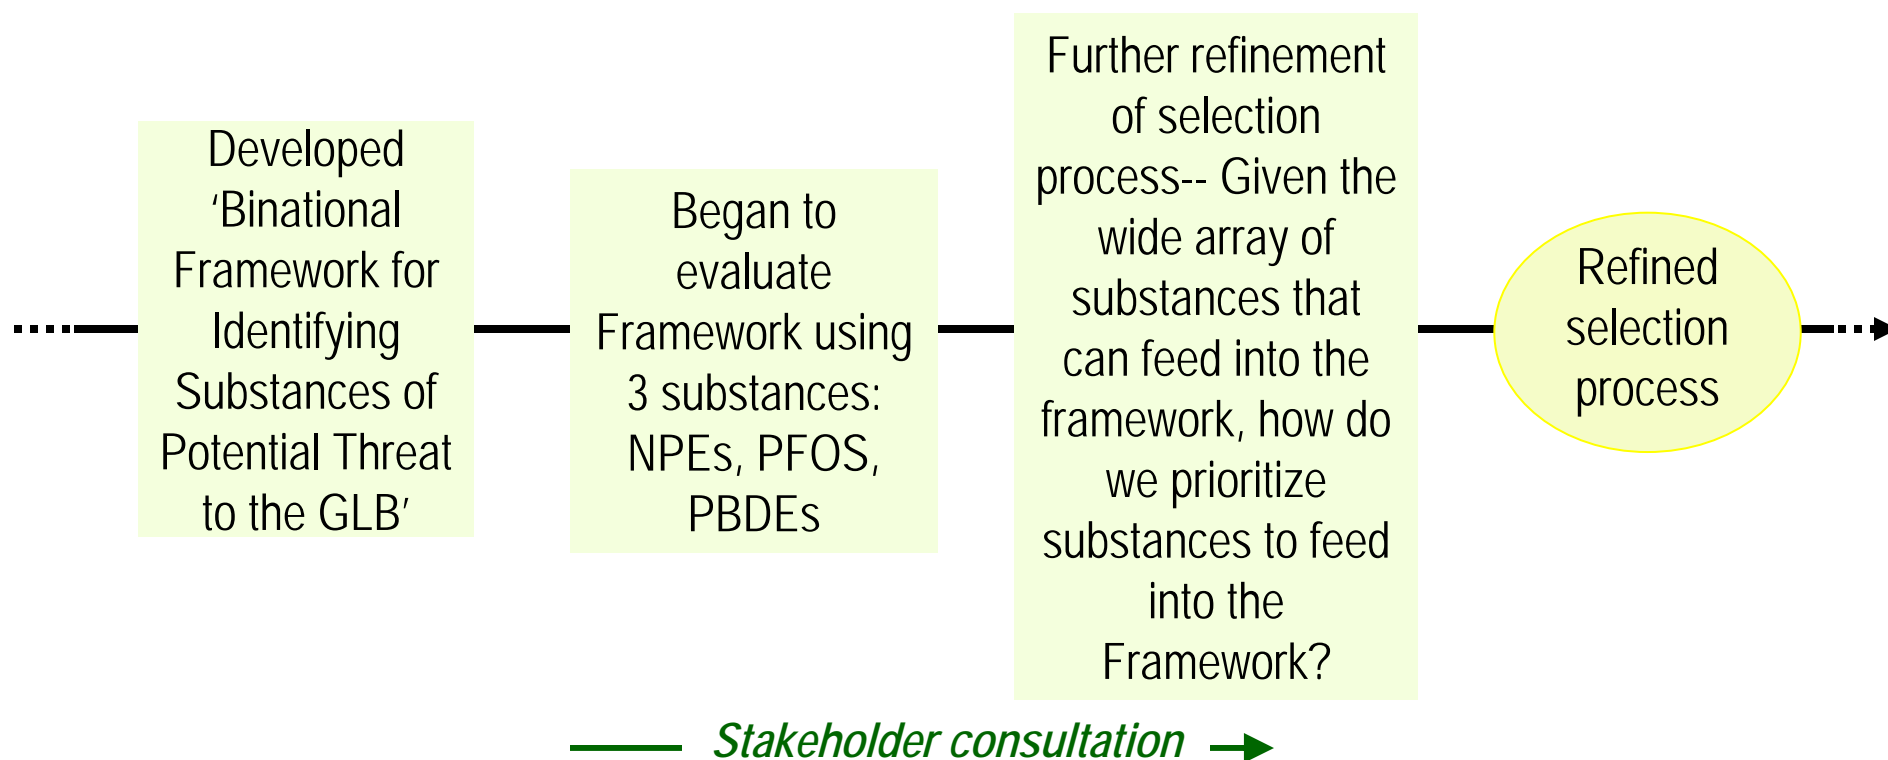 Developed
‘Binational
Framework for
Identifying
Substances of
Potential Threat
to the GLB’
Began to
evaluate
Framework using
3 substances:
NPEs, PFOS,
PBDEs
Further refinement
of selection
process-- Given the
wide array of
substances that
can feed into the
framework, how do
we prioritize
substances to feed
into the
Framework?
Refined
selection
process
Stakeholder consultation